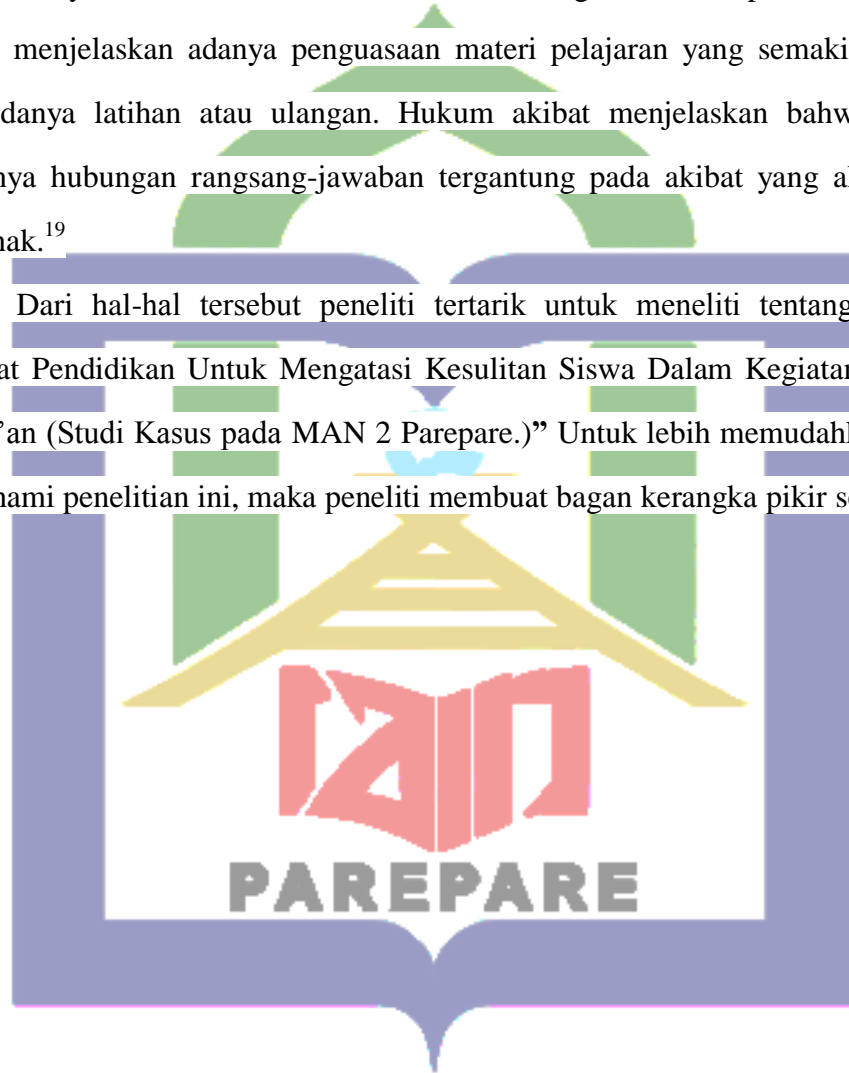 menjelaskan adanya penguasaan materi pelajaran yang semaki
danya latihan atau ulangan. Hukum akibat menjelaskan bahw
nya hubungan rangsang-jawaban tergantung pada akibat yang a
nak.19
Dari hal-hal tersebut peneliti tertarik untuk meneliti tentang
at Pendidikan Untuk Mengatasi Kesulitan Siswa Dalam Kegiatan
'an (Studi Kasus pada MAN 2 Parepare.)” Untuk lebih memudahk
nami penelitian ini, maka peneliti membuat bagan kerangka pikir se
iain
PAREPARE